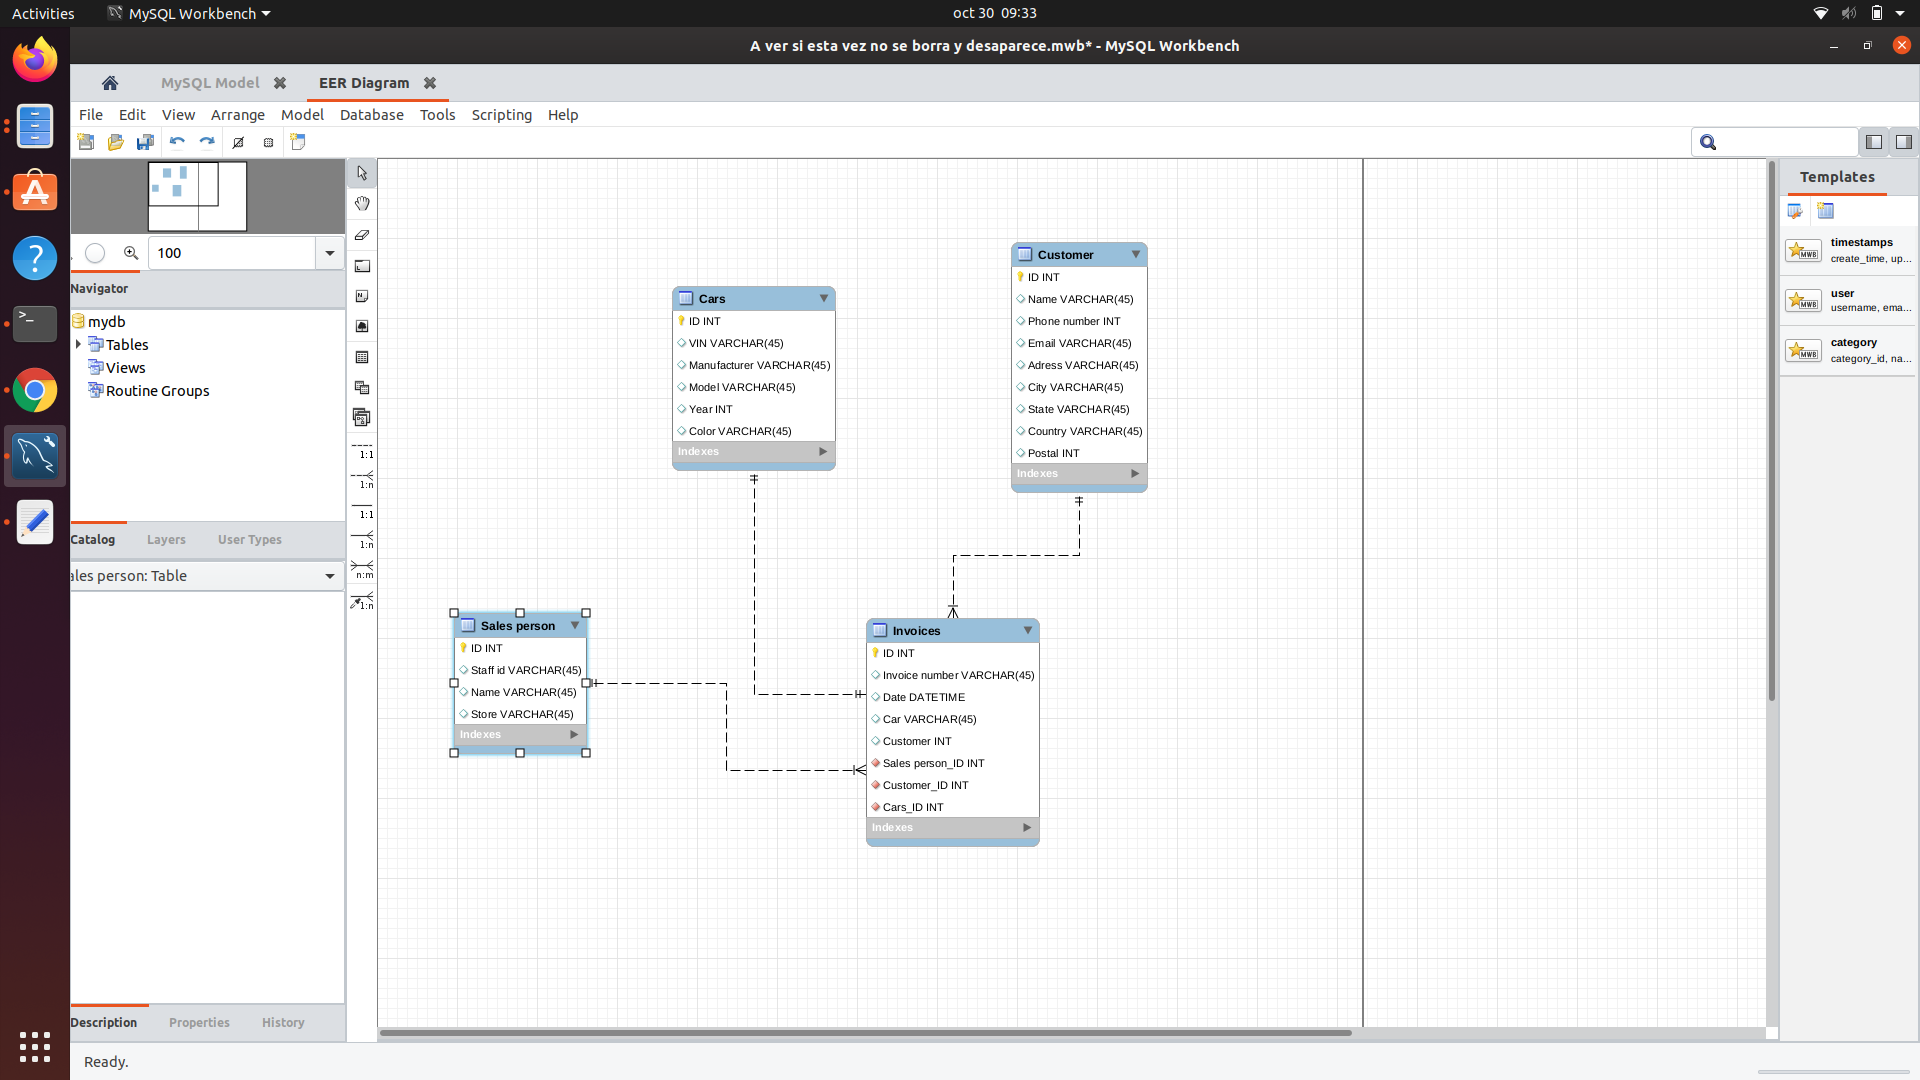 Activities
MySQL Workbench
oct 30 09:33
A ver si esta vez no se borra y desaparece.mwb* - MySQL Workbench
MySQL Model
EER Diagram
File Edit View Arrange Model Database Tools Scripting Help
100
Navigator
mydb
Tables
Views
Routine Groups
Catalog Layers User Types
ales person: Table
Description Properties History
Ready.
1:1
1:n
1:1
1:n
n:m
1:n
Cars
ID INT
VIN VARCHAR(45)
Manufacturer VARCHAR(45)
Model VARCHAR(45)
Year INT
Color VARCHAR(45)
Indexes
Customer
ID INT
Name VARCHAR(45)
Phone number INT
Email VARCHAR(45)
Adress VARCHAR(45)
City VARCHAR(45)
State VARCHAR(45)
Country VARCHAR(45)
Postal INT
Indexes
Sales person
ID INT
Staff id VARCHAR(45)
Name VARCHAR(45)
Store VARCHAR(45)
Indexes
Invoices
ID INT
Invoice number VARCHAR(45)
Date DATETIME
Car VARCHAR(45)
Customer INT
Sales person_ID INT
Customer_ID INT
Cars_ID INT
Indexes
Templates
timestamps
create_time, up...
user
username, ema...
category
category_id, na...
MWB
MWB
MWB